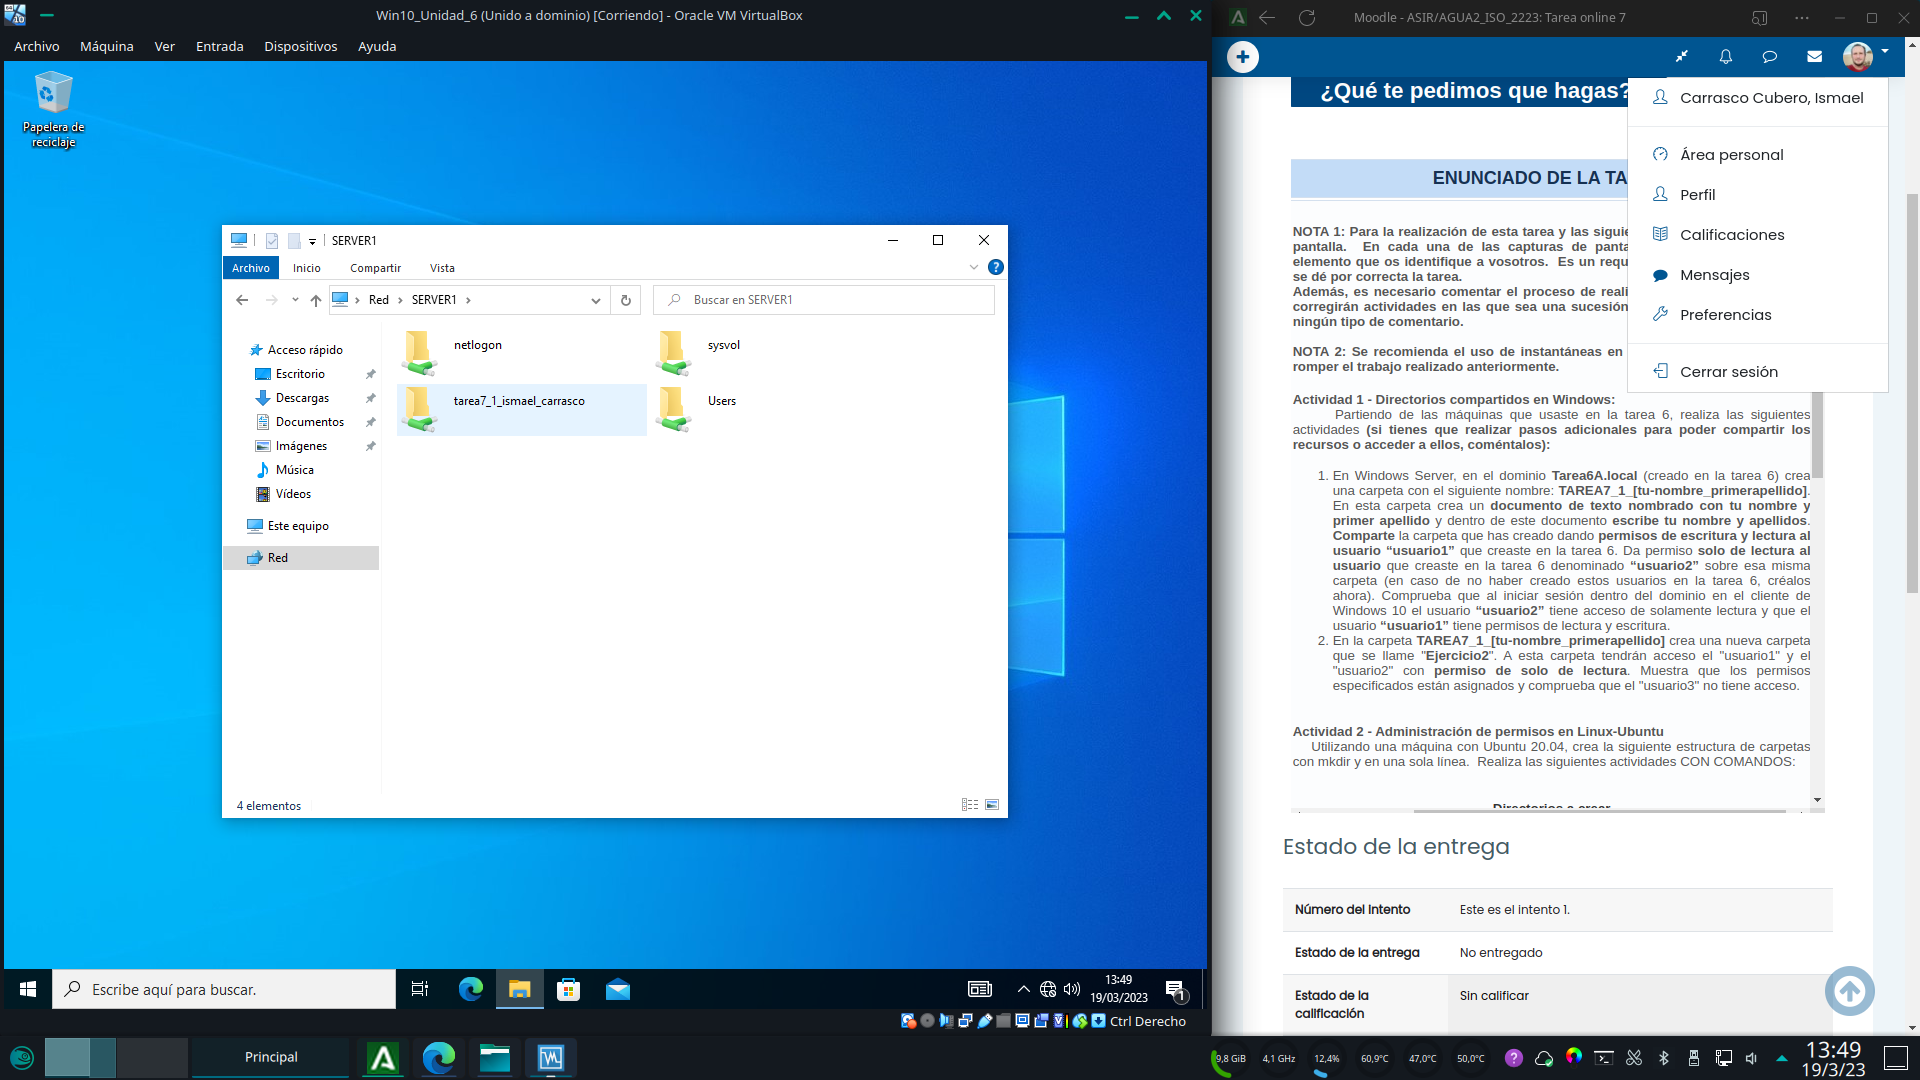 Win10_Unidad_6 (Unido a dominio) [Corriendo] - Oracle VM VirtualBox
Archivo Máquina Ver Entrada Dispositivos Ayuda
Papelera de
reciclaje
SERVER1
Archivo Inicio Compartir Vista
Red SERVER1
Buscar en SERVER1
Acceso rápido
Escritorio
Descargas
Documentos
Imágenes
Música
Vídeos
Este equipo
Red
netlogon
sysvol
tarea7_1_ismael_carrasco
Users
4 elementos
Escribe aquí para buscar.
13:49
19/03/2023
1
Ctrl Derecho
Moodle - ASIR/AGUA2_ISO_2223: Tarea online 7
¿Qué te pedimos que hagas?
Carrasco Cubero, Ismael
Área personal
Perfil
Calificaciones
Mensajes
Preferencias
Cerrar sesión
ENUNCIADO DE LA TA
NOTA 1: Para la realización de esta tarea y las siguie
pantalla. En cada una de las capturas de panta
elemento que os identifique a vosotros. Es un requ
se dé por correcta la tarea.
Además, es necesario comentar el proceso de reali
corregirán actividades en las que sea una sucesión
ningún tipo de comentario.
NOTA 2: Se recomienda el uso de instantáneas en
romper el trabajo realizado anteriormente.
Actividad 1 - Directorios compartidos en Windows:
Partiendo de las máquinas que usaste en la tarea 6, realiza las siguientes
actividades (si tienes que realizar pasos adicionales para poder compartir los
recursos o acceder a ellos, coméntalos):
1. En Windows Server, en el dominio Tarea6A.local (creado en la tarea 6) crea
una carpeta con el siguiente nombre: TAREA7_1_[tu-nombre_primerapellido].
En esta carpeta crea un documento de texto nombrado con tu nombre y
primer apellido y dentro de este documento escribe tu nombre y apellidos.
Comparte la carpeta que has creado dando permisos de escritura y lectura al
usuario “usuario1” que creaste en la tarea 6. Da permiso solo de lectura al
usuario que creaste en la tarea 6 denominado “usuario2” sobre esa misma
carpeta (en caso de no haber creado estos usuarios en la tarea 6, créalos
ahora). Comprueba que al iniciar sesión dentro del dominio en el cliente de
Windows 10 el usuario “usuario2” tiene acceso de solamente lectura y que el
usuario “usuario1” tiene permisos de lectura y escritura.
2. En la carpeta TAREA7_1_[tu-nombre_primerapellido] crea una nueva carpeta
que se llame "Ejercicio2". A esta carpeta tendrán acceso el "usuario1" y el
"usuario2" con permiso de solo de lectura. Muestra que los permisos
especificados están asignados y comprueba que el "usuario3" no tiene acceso.
Actividad 2 - Administración de permisos en Linux-Ubuntu
Utilizando una máquina con Ubuntu 20.04, crea la siguiente estructura de carpetas
con mkdir y en una sola línea. Realiza las siguientes actividades CON COMANDOS:
Directorios a crear
Estado de la entrega
Número del intento Este es el intento 1.
Estado de la entrega No entregado
Estado de la
calificación
Sin calificar
Principal
9,8 GiB 4,1 GHz 12,4% 60,9°C 47,0°C 50,0°C
13:49
19/3/23